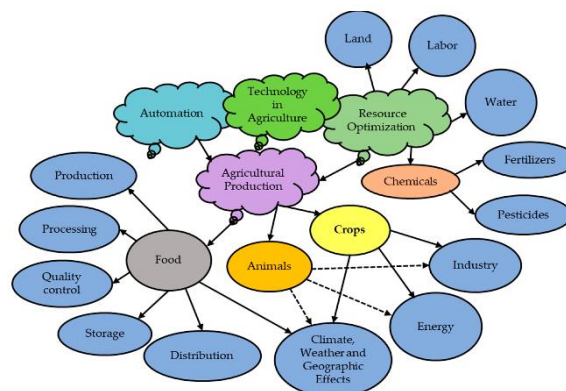 Land
Labor
Technology
in
Agriculture
Automation
Resource
Optimization
Water
Fertilizers
Agricultural
Production
Chemicals
Production
Pesticides
Processing
Crops
Food
Animals
Industry
Quality
control
Energy
Storage
Distribution
Climate,
Weather and
Geographic
Effects